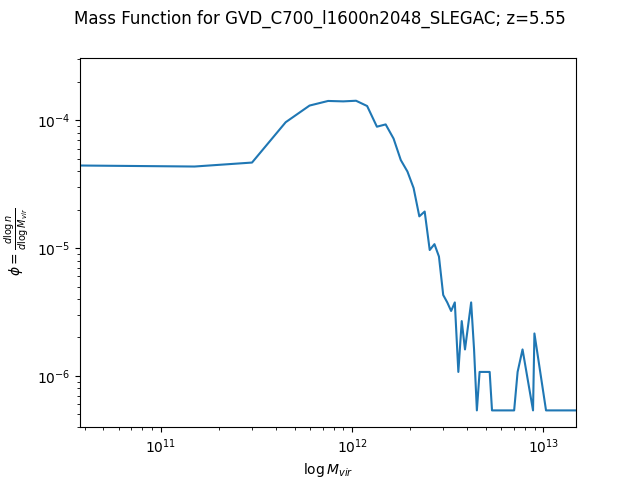 Mass Function for GVD_C700_l1600n2048_SLEGAC; z=5.55
10⁻⁴
10⁻⁵
10⁻⁶
ϕ = d log n / d log M_vir
10¹¹ 10¹² 10¹³
log M_vir